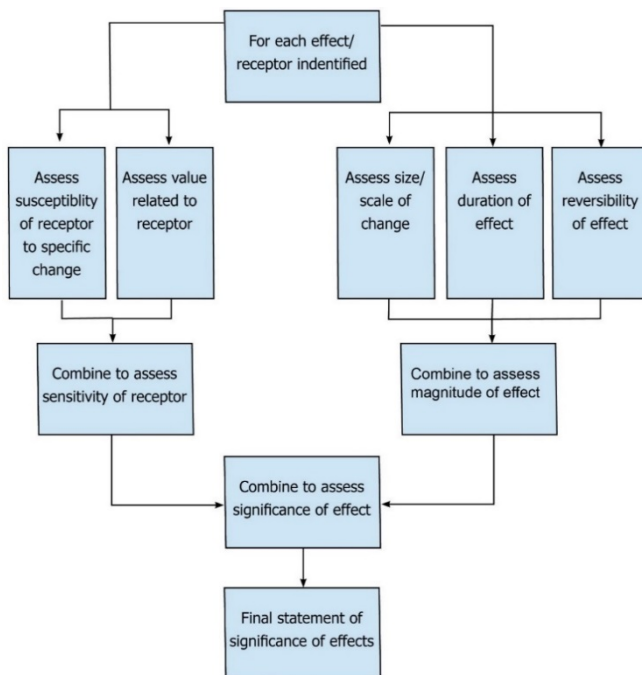 For each effect/
receptor indentified
Assess
susceptiblity
of receptor
to specific
change
Assess value
related to
receptor
Assess size/
scale of
change
Assess
duration of
effect
Assess
reversibility
of effect
Combine to assess
sensitivity of receptor
Combine to assess
magnitude of effect
Combine to assess
significance of effect
Final statement of
significance of effects